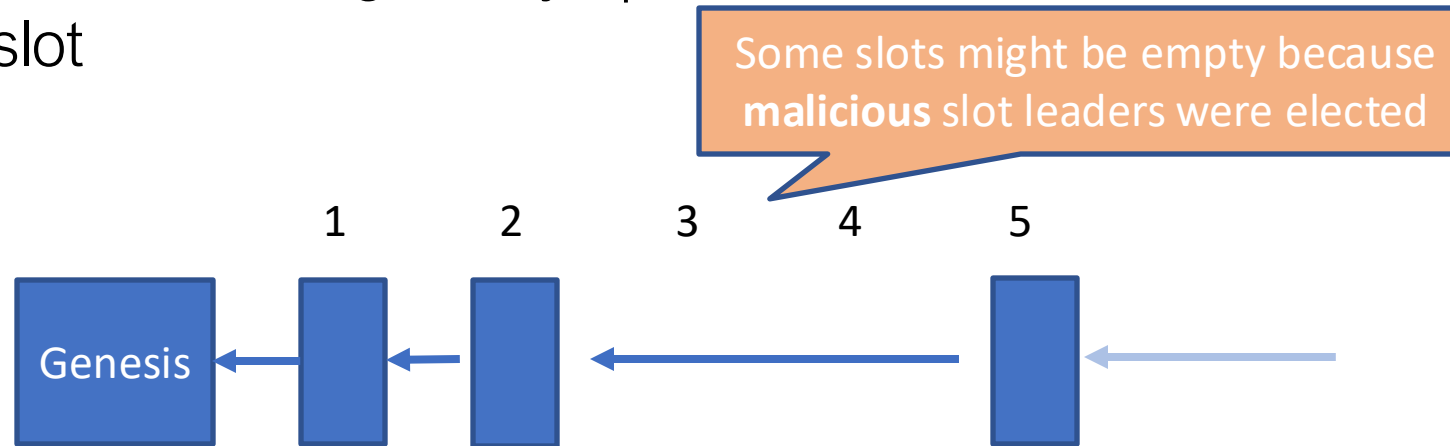 slot
Some slots might be empty because
malicious slot leaders were elected
1 2 3 4 5
Genesis